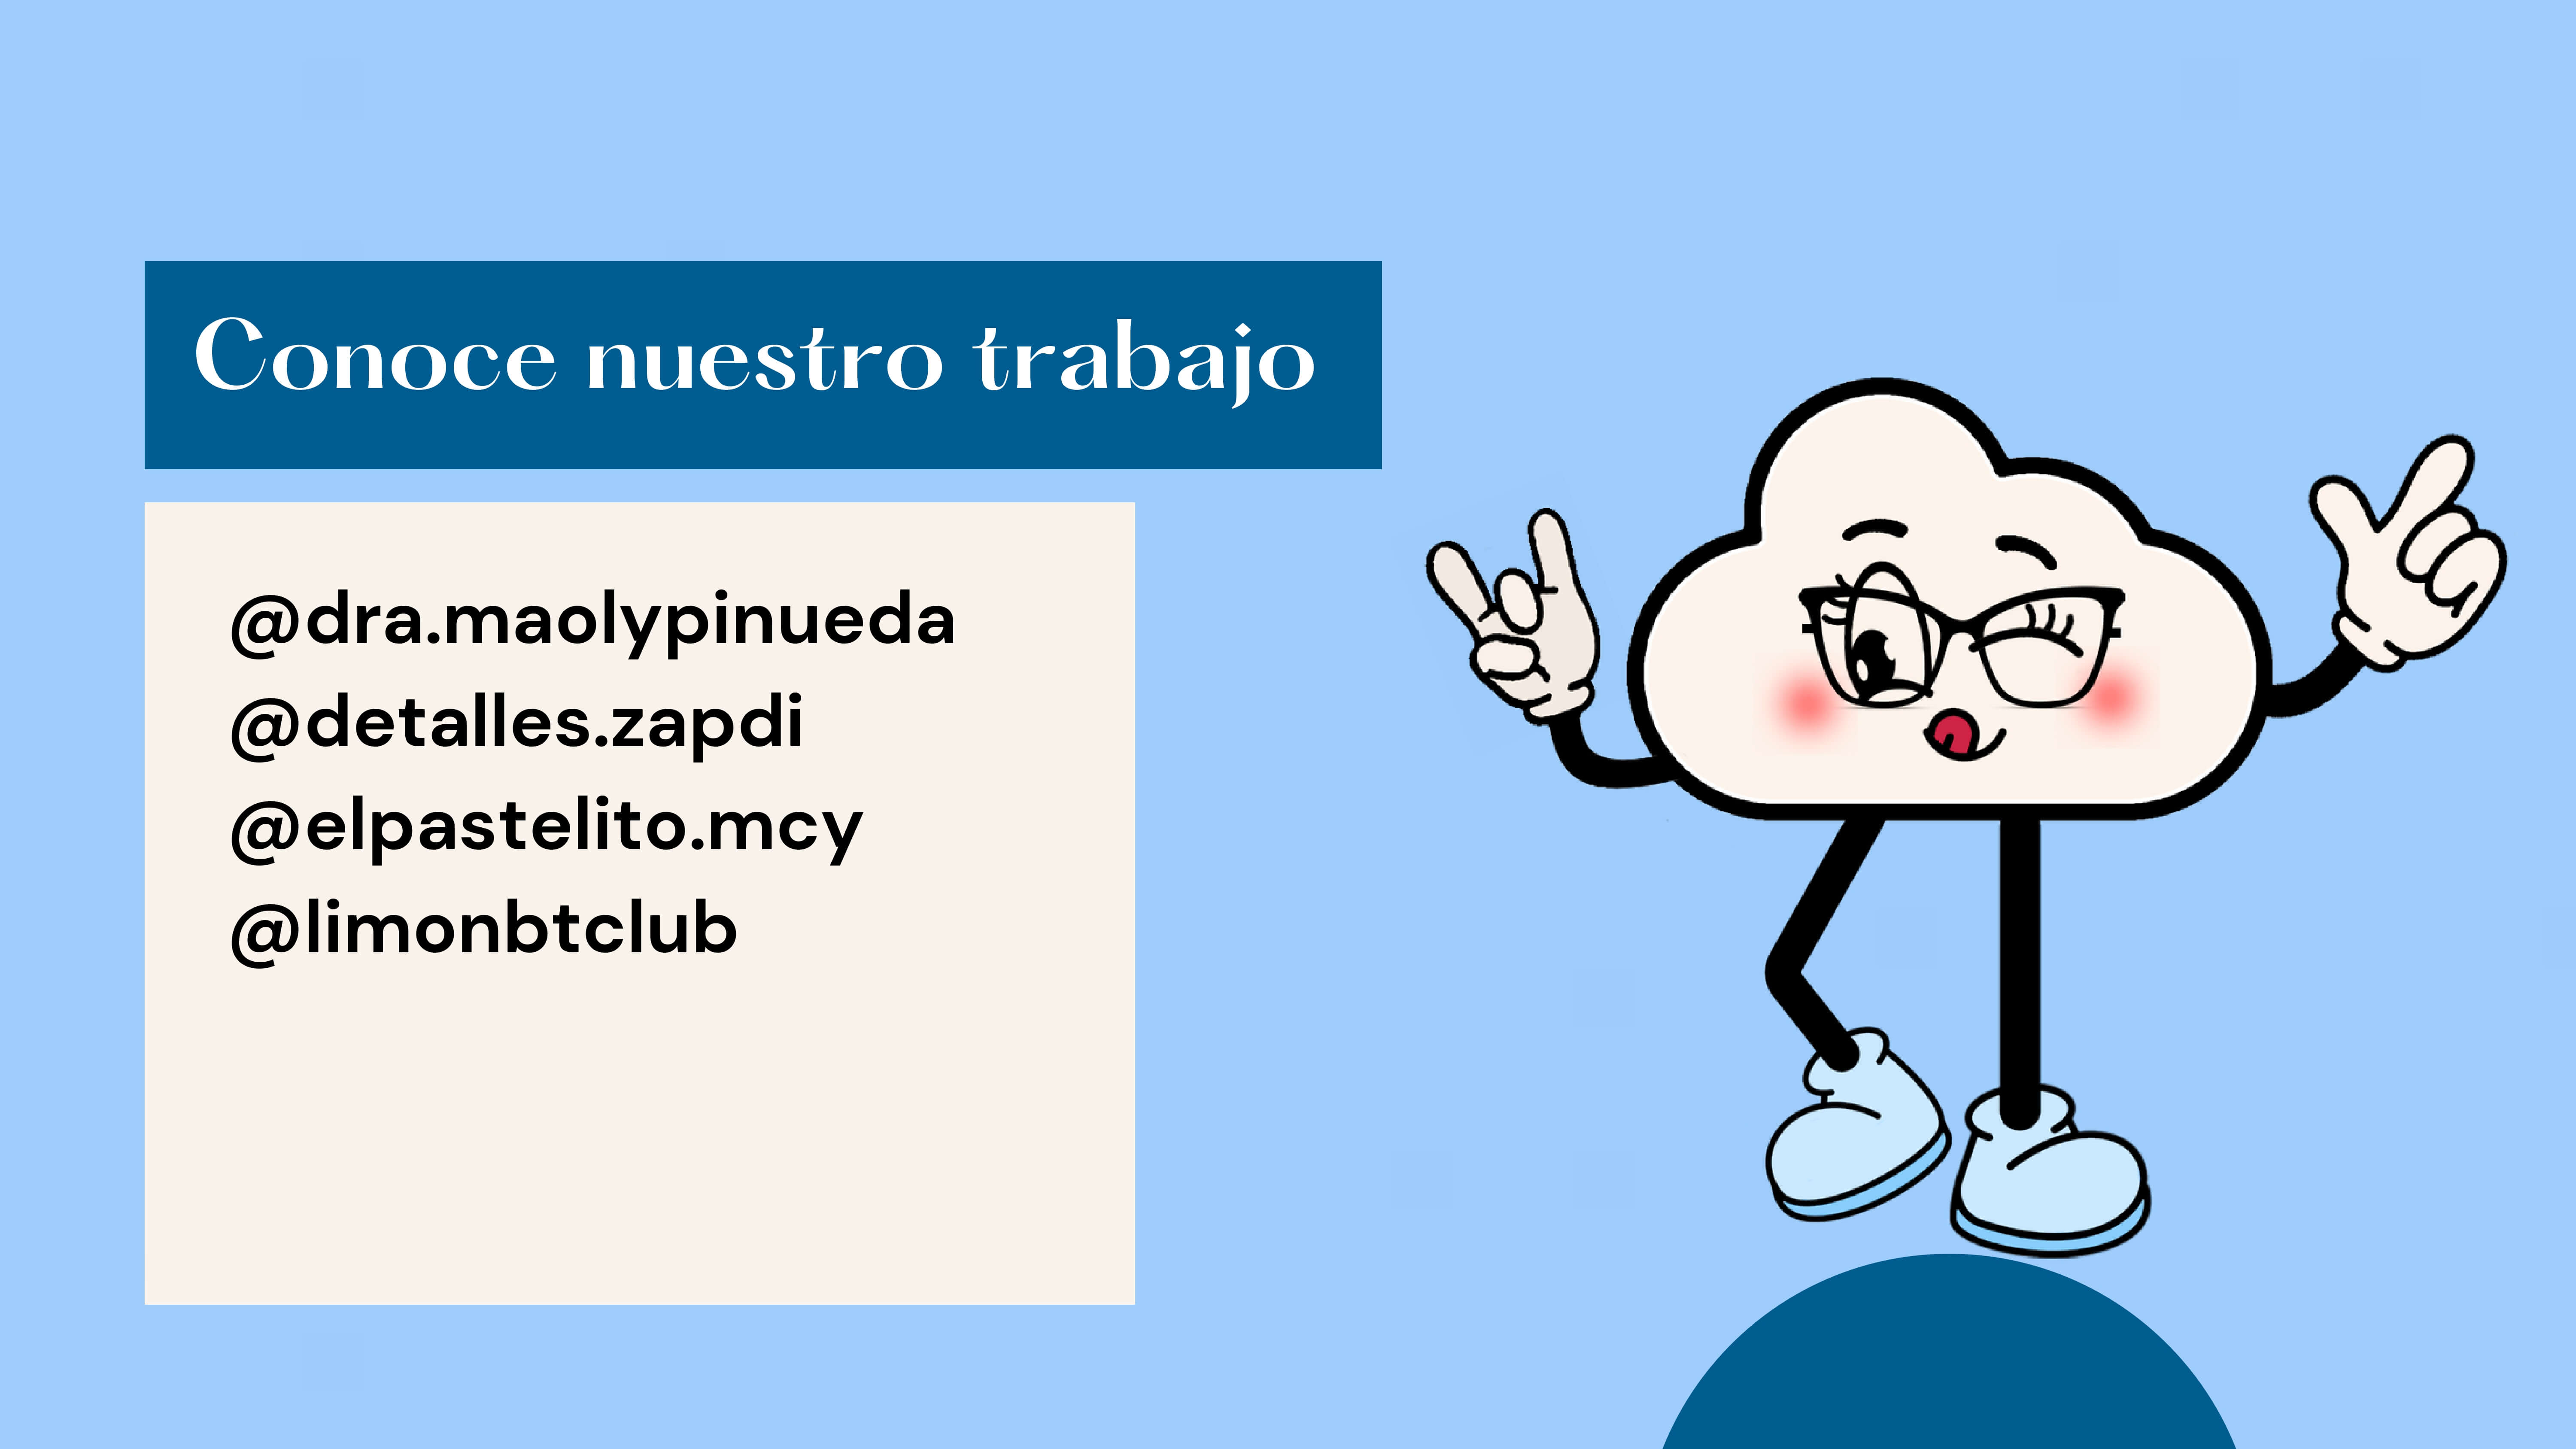 Conoce nuestro trabajo
@dra.maolypinueda
@detalles.zapdi
@elpastelito.mcy
@limonbtclub